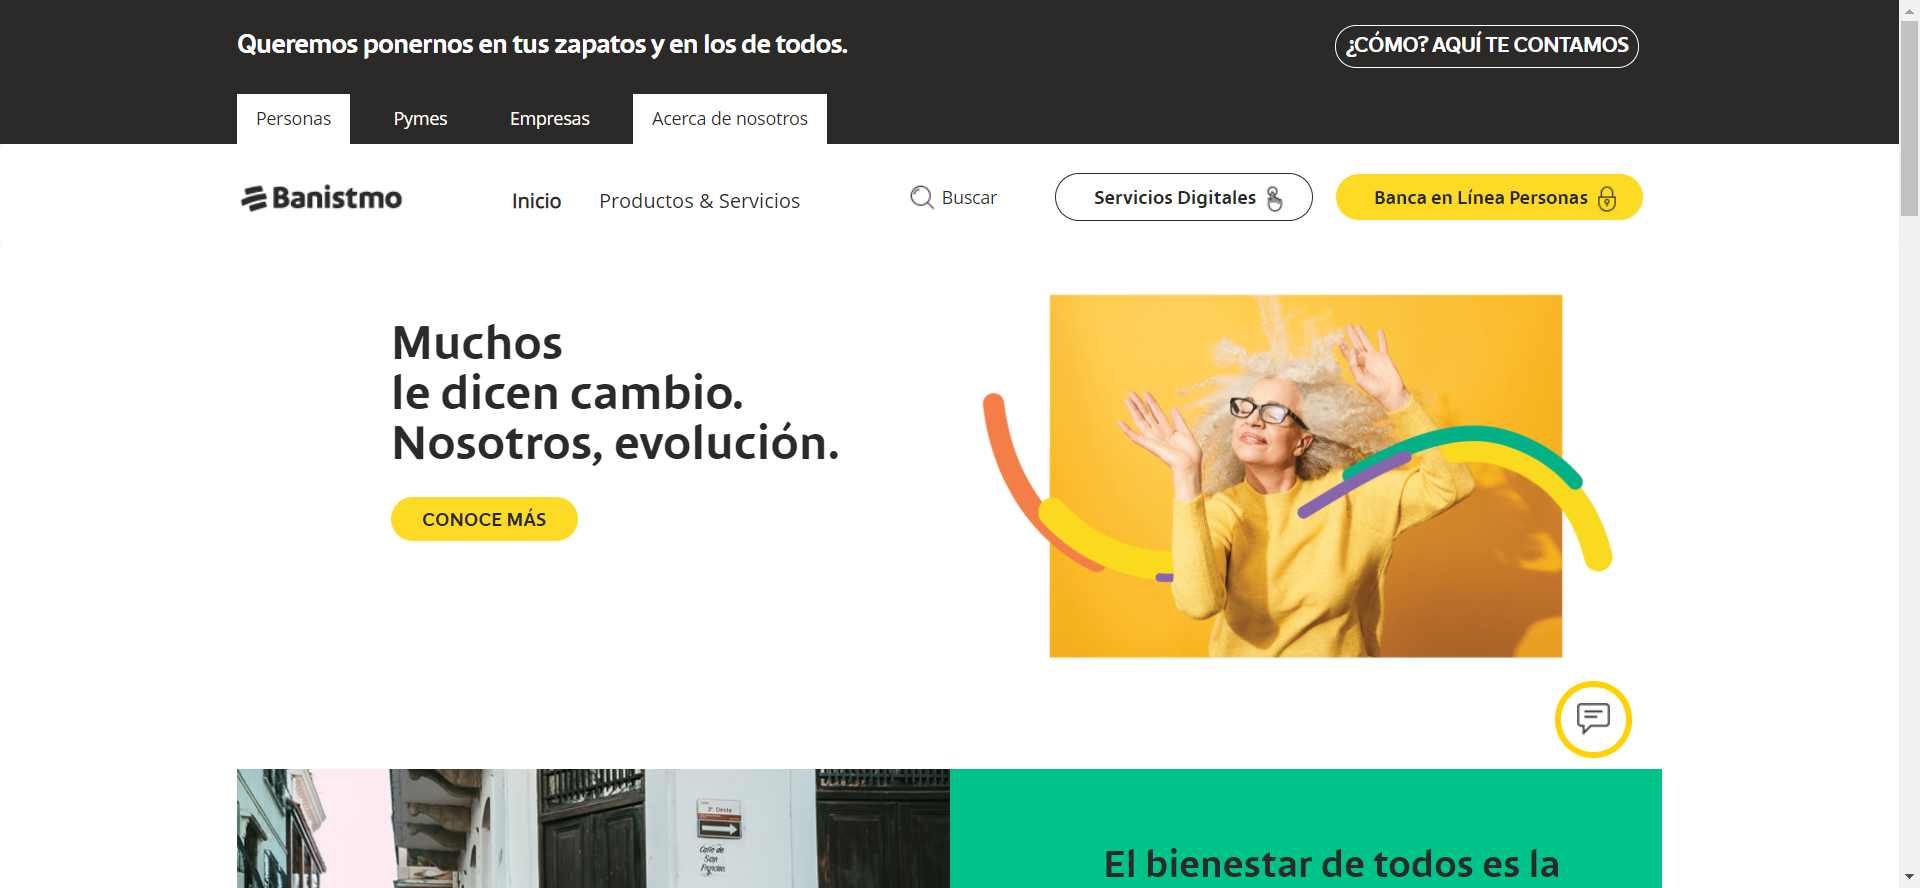 Queremos ponernos en tus zapatos y en los de todos.
¿CÓMO? AQUÍ TE CONTAMOS
Personas
Pymes
Empresas
Acerca de nosotros
Banistmo
Inicio
Productos & Servicios
Buscar
Servicios Digitales
Banca en Línea Personas
Muchos
le dicen cambio.
Nosotros, evolución.
CONOCE MÁS
3ª Oeste
Calle de
San
Francisco
El bienestar de todos es la